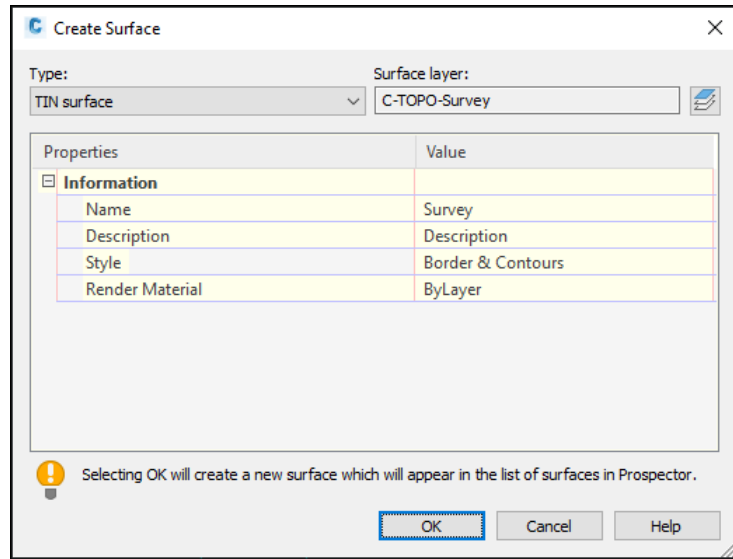 Create Surface
Type: Surface layer:
TIN surface C-TOPO-Survey
Properties Value
Information
Name Survey
Description Description
Style Border & Contours
Render Material ByLayer
Selecting OK will create a new surface which will appear in the list of surfaces in Prospector.
OK Cancel Help